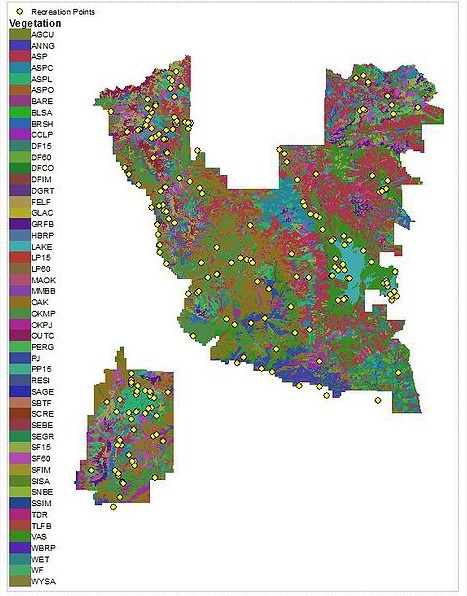 Recreation Points
Vegetation
AGCU
ANNG
ASP
ASPC
ASPL
ASPO
BARE
BLSA
BRSH
CCLP
DF15
DF60
DFCO
DFIM
DGRT
FELF
GLAC
GRFB
HBRP
LAKE
LP15
LP60
MAOK
MMBB
OAK
OKMP
OKPJ
OUTC
PERG
PJ
PP15
RESI
SAGE
SBTF
SCRE
SEBE
SEGR
SF15
SF60
SFIM
SISA
SNBE
SSIM
TDR
TLFB
VAS
WBRP
WET
WF
WYSA